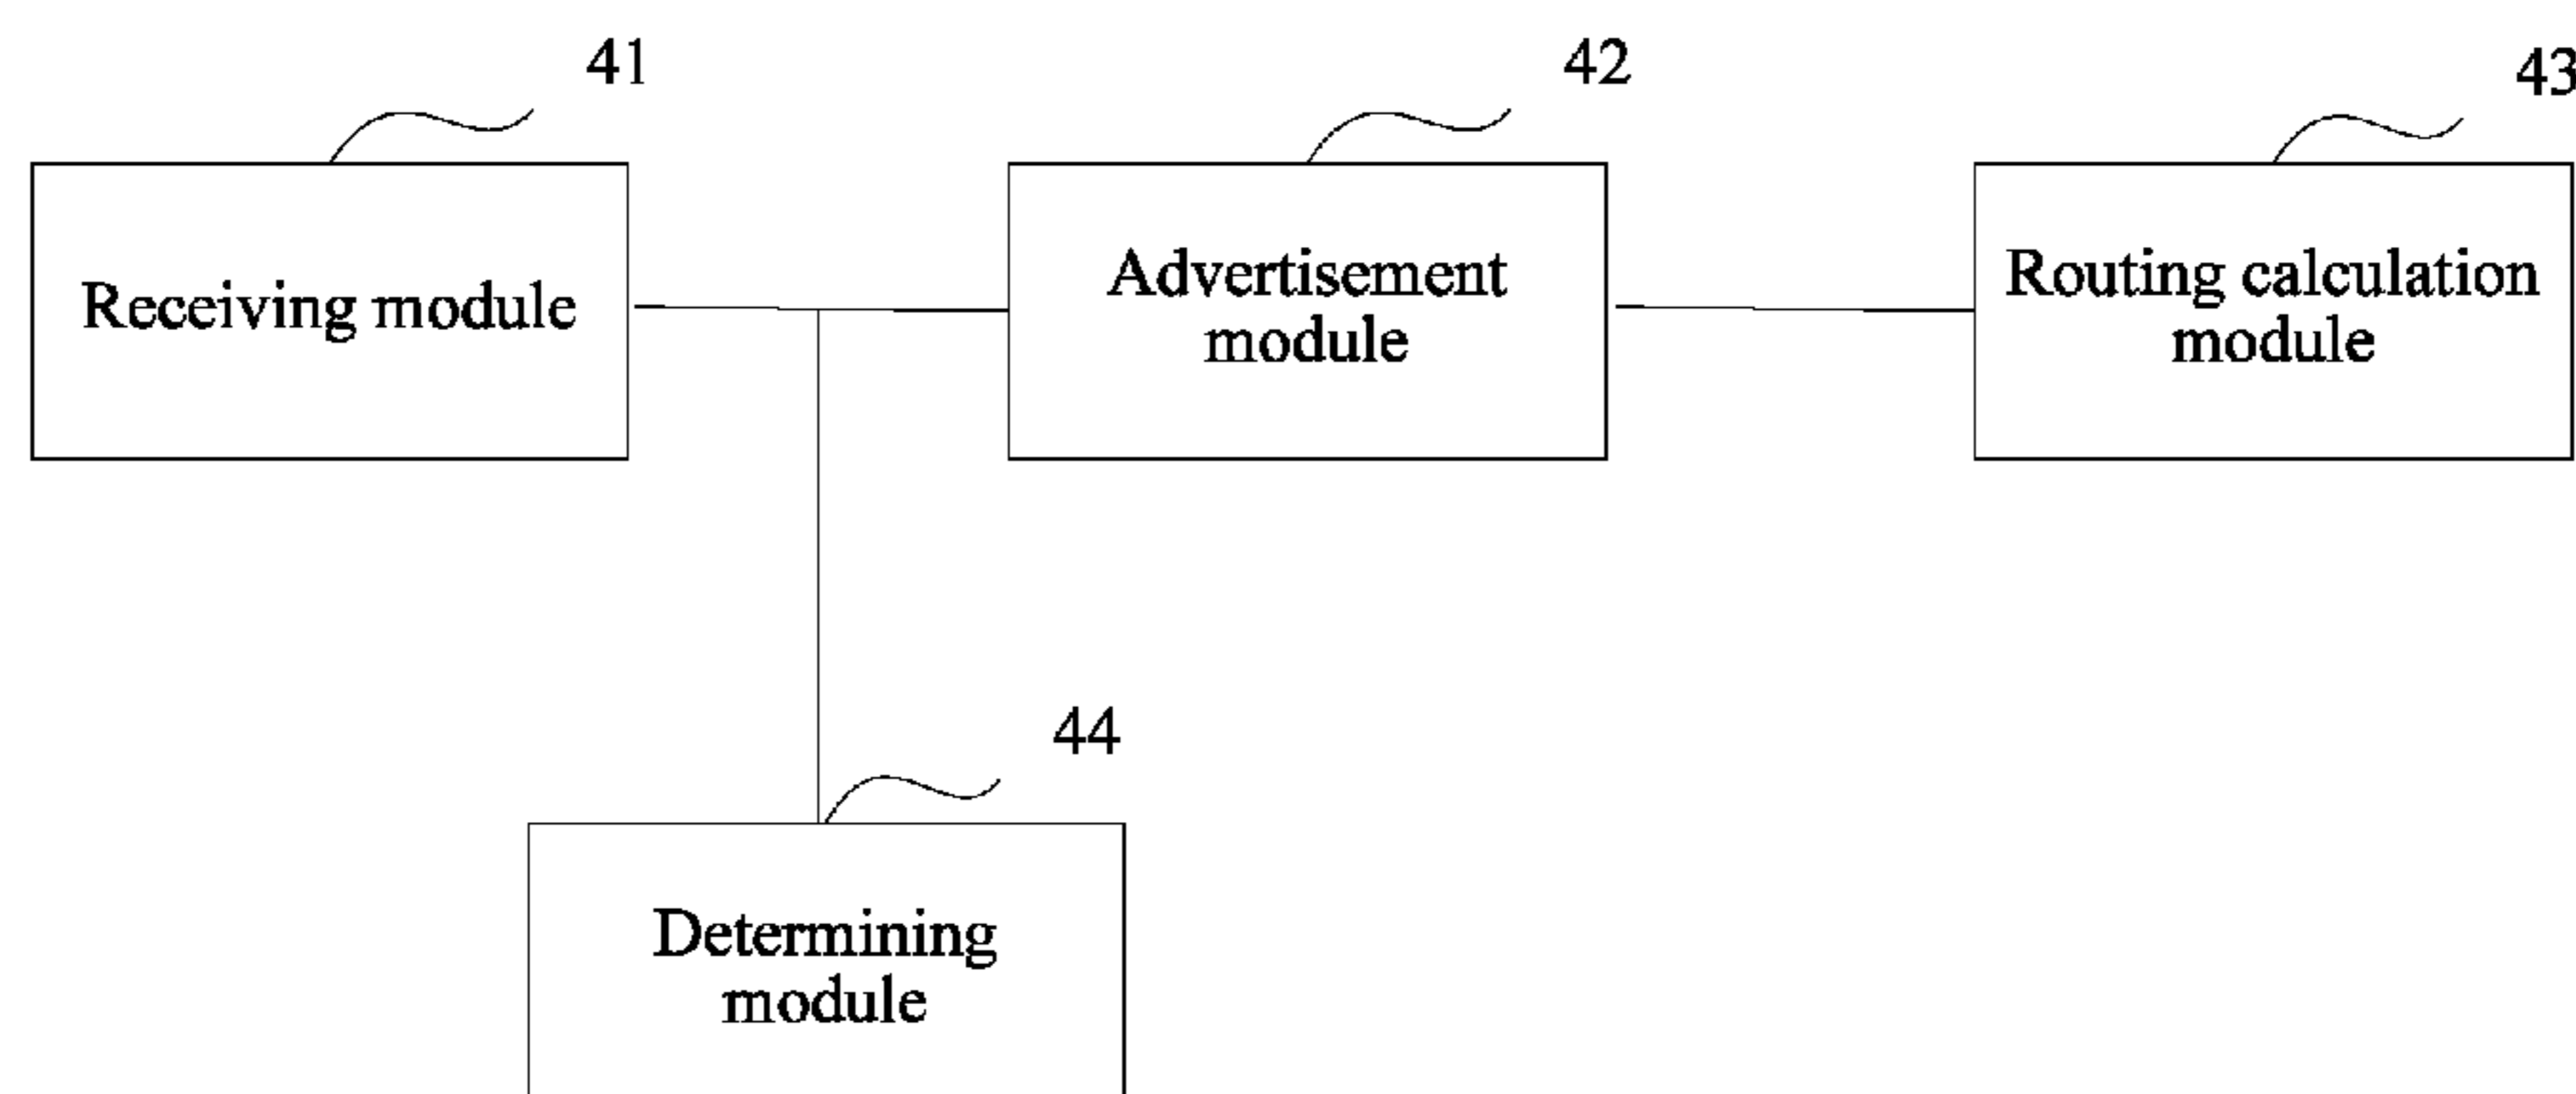 41
42
43
Receiving module
Advertisement
module
Routing calculation
module
44
Determining
module